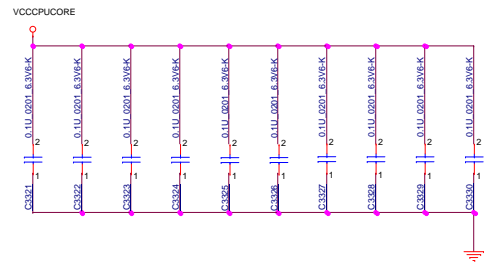 VCCCPUCORE
0.1U_0201_6.3V6-K
0.1U_0201_6.3V6-K
0.1U_0201_6.3V6-K
0.1U_0201_6.3V6-K
0.1U_0201_6.3V6-K
0.1U_0201_6.3V6-K
0.1U_0201_6.3V6-K
0.1U_0201_6.3V6-K
0.1U_0201_6.3V6-K
0.1U_0201_6.3V6-K
2 2 2 2 2 2 2 2 2 2
1 1 1 1 1 1 1 1 1 1
C3321
C3322
C3323
C3324
C3325
C3326
C3327
C3328
C3329
C3330